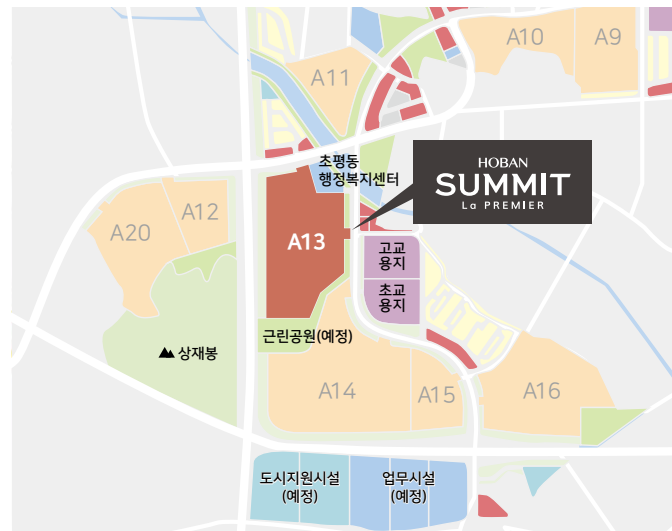 A10
A9
A11
초평동
행정복지센터
HOBAN
SUMMIT
La PREMIER
A12
A20
A13
고교
용지
초교
용지
근린공원(예정)
상재봉
A14
A15
A16
도시지원시설
(예정)
업무시설
(예정)